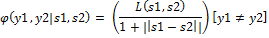 φ(y1, y2|s1, s2) = (L(s1, s2) / (1 + ||s1 − s2||)) [y1 ≠ y2]